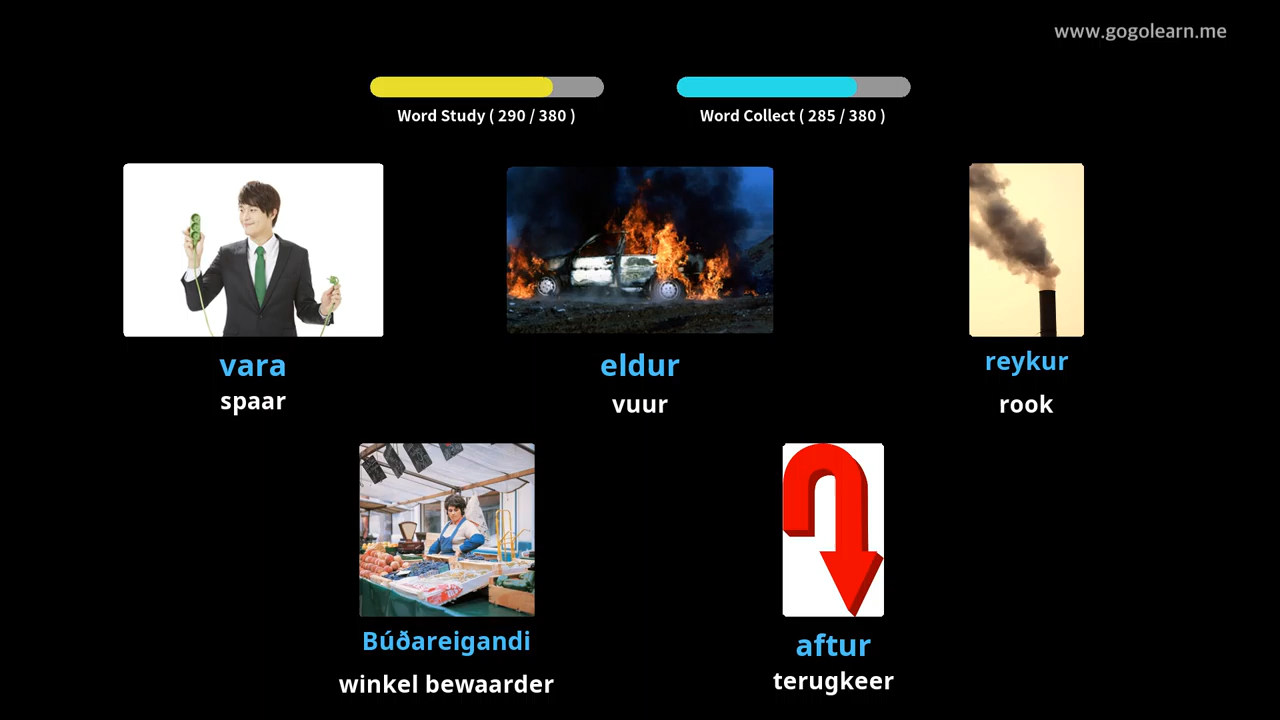 www.gogolearn.me
Word Study ( 290 / 380 )
Word Collect ( 285 / 380 )
vara
spaar
eldur
vuur
reykur
rook
Búðareigandi
winkel bewaarder
aftur
terugkeer